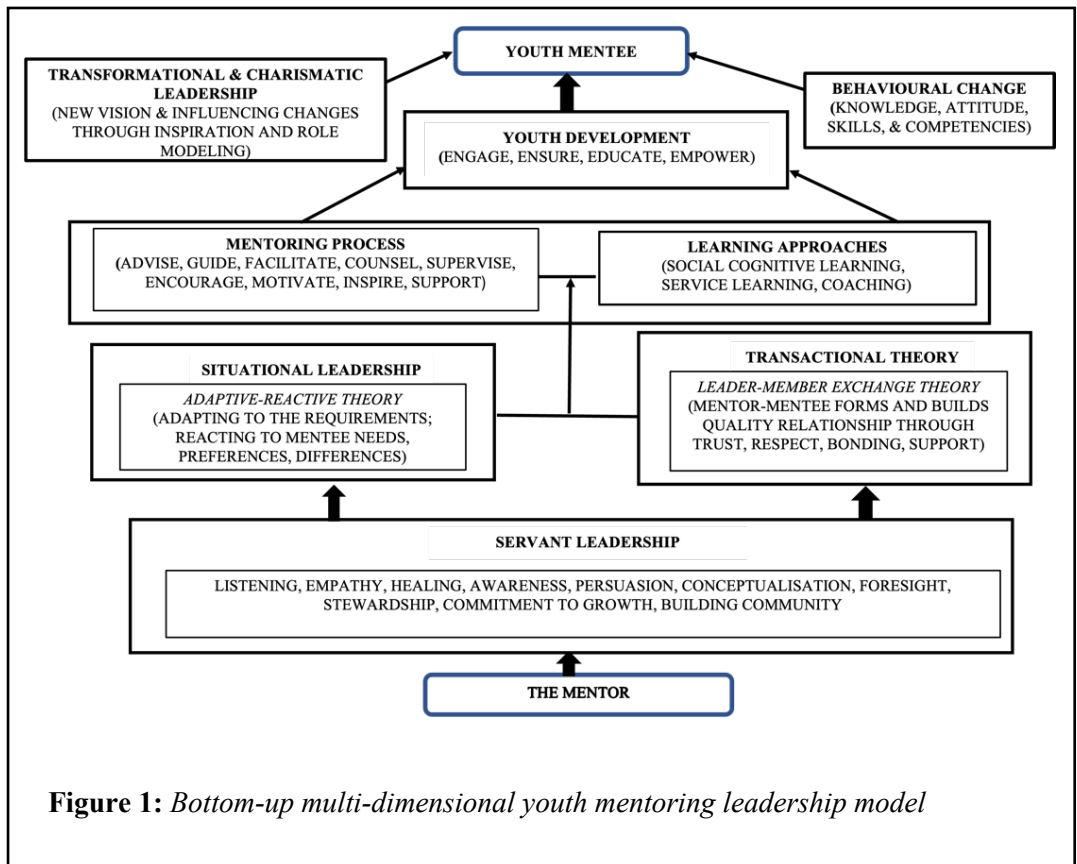 YOUTH MENTEE
TRANSFORMATIONAL & CHARISMATIC
LEADERSHIP
(NEW VISION & INFLUENCING CHANGES
THROUGH INSPIRATION AND ROLE
MODELING)
BEHAVIOURAL CHANGE
(KNOWLEDGE, ATTITUDE,
SKILLS, & COMPETENCIES)
YOUTH DEVELOPMENT
(ENGAGE, ENSURE, EDUCATE, EMPOWER)
MENTORING PROCESS
(ADVISE, GUIDE, FACILITATE, COUNSEL, SUPERVISE,
ENCOURAGE, MOTIVATE, INSPIRE, SUPPORT)
LEARNING APPROACHES
(SOCIAL COGNITIVE LEARNING,
SERVICE LEARNING, COACHING)
SITUATIONAL LEADERSHIP
ADAPTIVE-REACTIVE THEORY
(ADAPTING TO THE REQUIREMENTS;
REACTING TO MENTEE NEEDS,
PREFERENCES, DIFFERENCES)
TRANSACTIONAL THEORY
LEADER-MEMBER EXCHANGE THEORY
(MENTOR-MENTEE FORMS AND BUILDS
QUALITY RELATIONSHIP THROUGH
TRUST, RESPECT, BONDING, SUPPORT)
SERVANT LEADERSHIP
LISTENING, EMPATHY, HEALING, AWARENESS, PERSUASION, CONCEPTUALISATION, FORESIGHT,
STEWARDSHIP, COMMITMENT TO GROWTH, BUILDING COMMUNITY
THE MENTOR
Figure 1: Bottom-up multi-dimensional youth mentoring leadership model